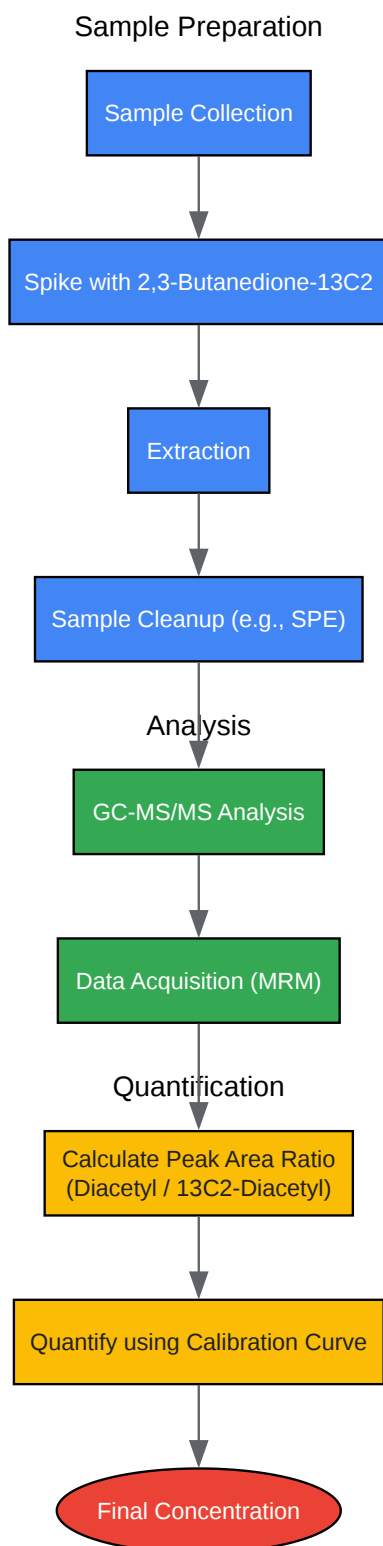 Sample Preparation
Sample Collection
Spike with 2,3-Butanedione-13C2
Extraction
Sample Cleanup (e.g., SPE)
Analysis
GC-MS/MS Analysis
Data Acquisition (MRM)
Quantification
Calculate Peak Area Ratio
(Diacetyl / 13C2-Diacetyl)
Quantify using Calibration Curve
Final Concentration